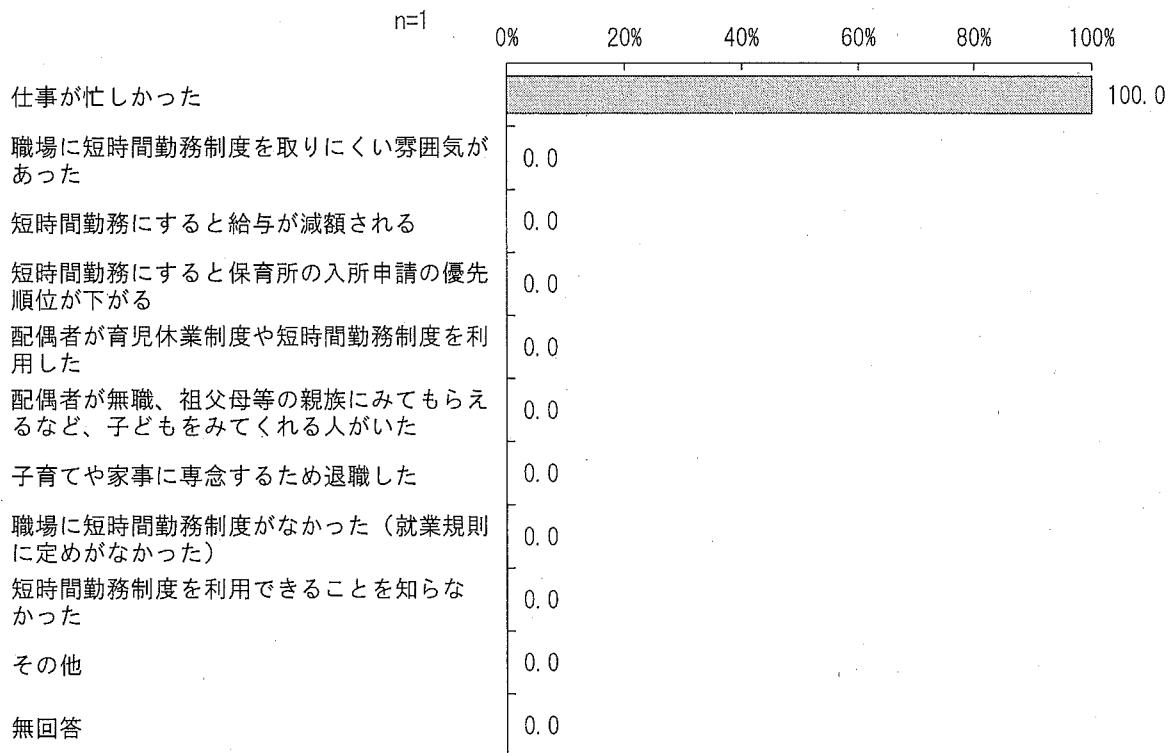 n=1
0% 20% 40% 60% 80% 100%
仕事が忙しかった 100.0
職場に短時間勤務制度を取りにくい雰囲気が
あった 0.0
短時間勤務にすると給与が減額される 0.0
短時間勤務にすると保育所の入所申請の優先
順位が下がる 0.0
配偶者が育児休業制度や短時間勤務制度を利
用した 0.0
配偶者が無職、祖父母等の親族にみてもらえ
るなど、子どもをみてくれる人がいた 0.0
子育てや家事に専念するため退職した 0.0
職場に短時間勤務制度がなかった（就業規則
に定めがなかった） 0.0
短時間勤務制度を利用できることを知らな
かった 0.0
その他 0.0
無回答 0.0